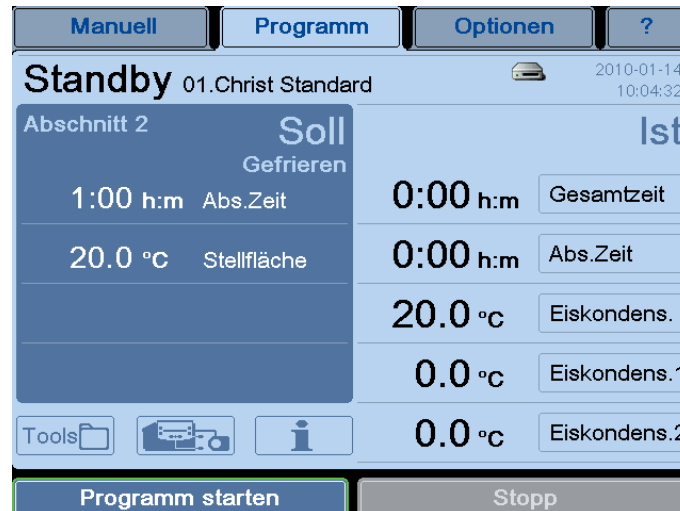 Manuell Programm Optionen ?
Standby 01.Christ Standard
2010-01-14
10:04:32
Abschnitt 2 Soll
Gefrieren
1:00 h:m Abs.Zeit
20.0 °C Stellfläche
Ist
0:00 h:m Gesamtzeit
0:00 h:m Abs.Zeit
20.0 °C Eiskondens.
0.0 °C Eiskondens.1
0.0 °C Eiskondens.2
Tools i
Programm starten Stopp